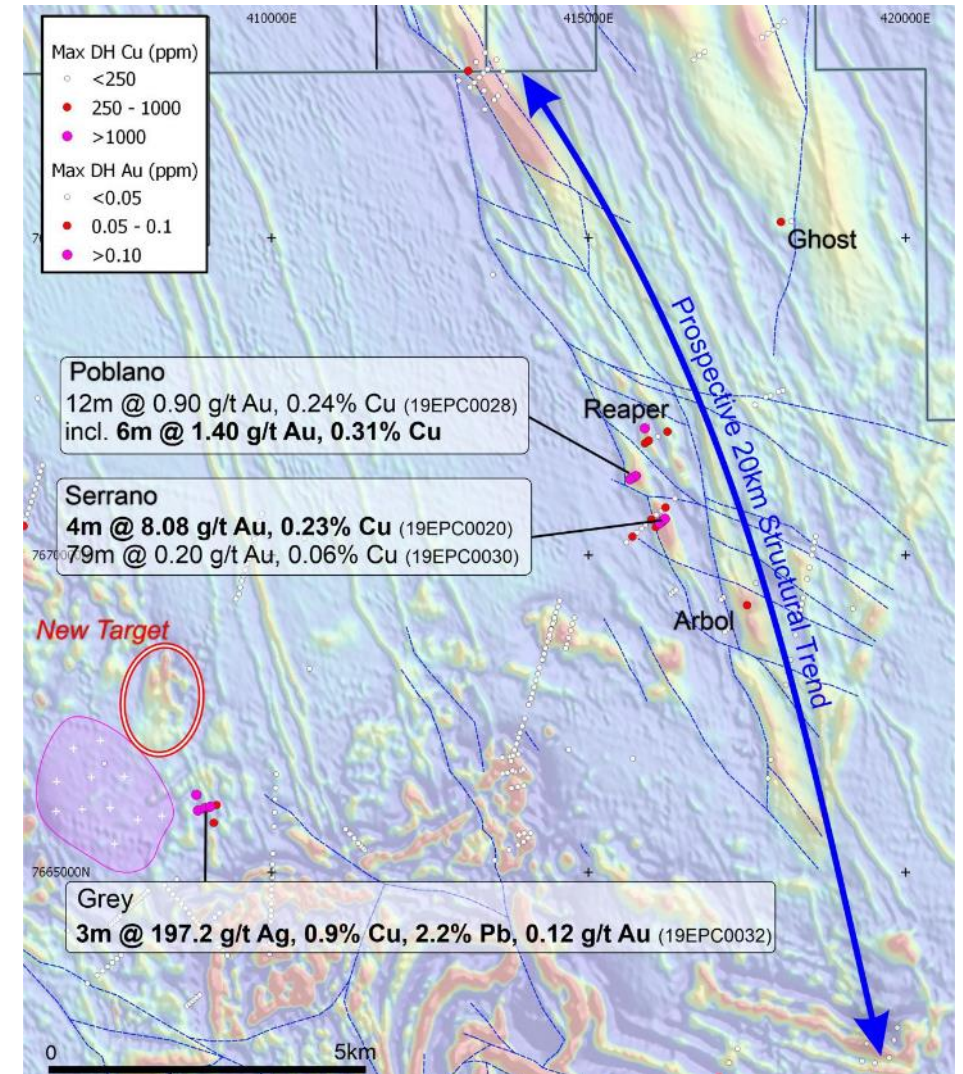 410000E
415000E
420000E
Max DH Cu (ppm)
<250
250 - 1000
>1000
Max DH Au (ppm)
<0.05
0.05 - 0.1
>0.10
Ghost
Prospective 20km Structural Trend
Poblano
12m @ 0.90 g/t Au, 0.24% Cu (19EPC0028)
incl. 6m @ 1.40 g/t Au, 0.31% Cu
Reaper
Serrano
4m @ 8.08 g/t Au, 0.23% Cu (19EPC0020)
79m @ 0.20 g/t Au, 0.06% Cu (19EPC0030)
Arbol
New Target
7665000N
Grey
3m @ 197.2 g/t Ag, 0.9% Cu, 2.2% Pb, 0.12 g/t Au (19EPC0032)
0
5km